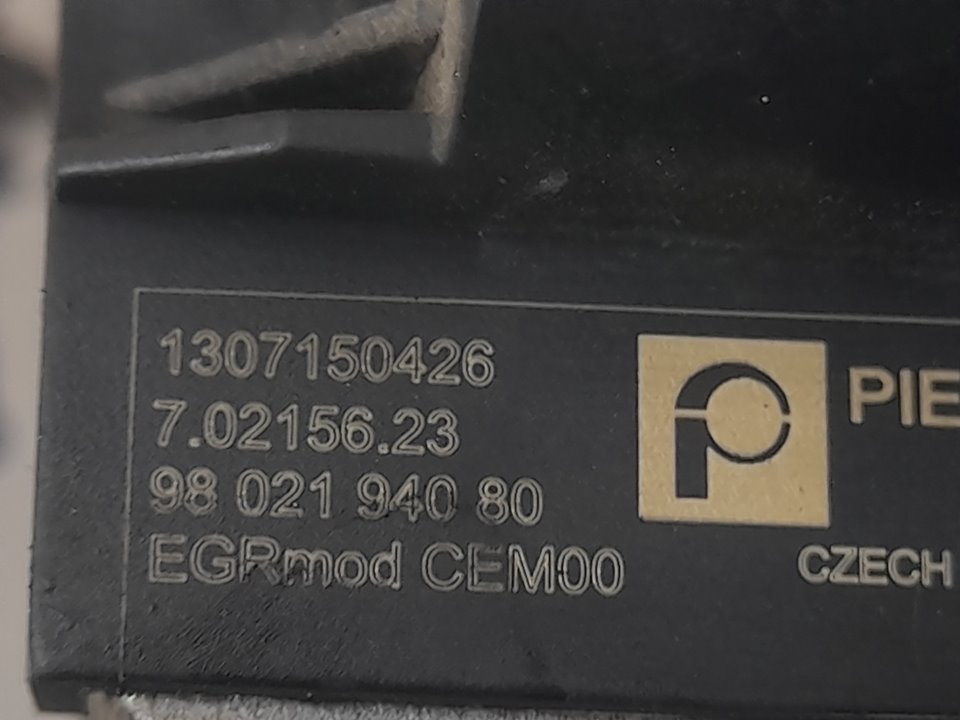 1307150426
7.02156.23
98 021 940 80
EGRmod CEM00
PIE
CZECH